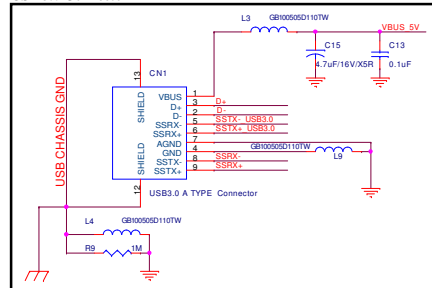 L3
GB100505D110TW
VBUS_5V
C15
4.7uF/16V/X5R
C13
0.1uF
USB CHASSIS GND
13
CN1
SHIELD
SHIELD
12
VBUS 1
D+ 3 D+
D- 2 D-
SSRX- 5 SSTX-_USB3.0
SSRX+ 6 SSTX+_USB3.0
AGND 7
GND 4
SSTX- 8 SSRX-
SSTX+ 9 SSRX+
GB100505D110TW
L9
USB3.0 A TYPE Connector
L4
GB100505D110TW
R9
1M